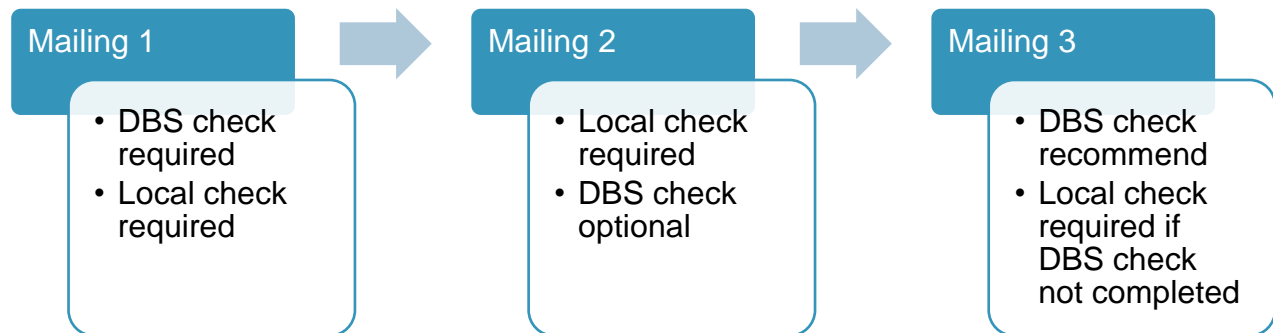 Mailing 1
• DBS check
required
• Local check
required
Mailing 2
• Local check
required
• DBS check
optional
Mailing 3
• DBS check
recommend
• Local check
required if
DBS check
not completed